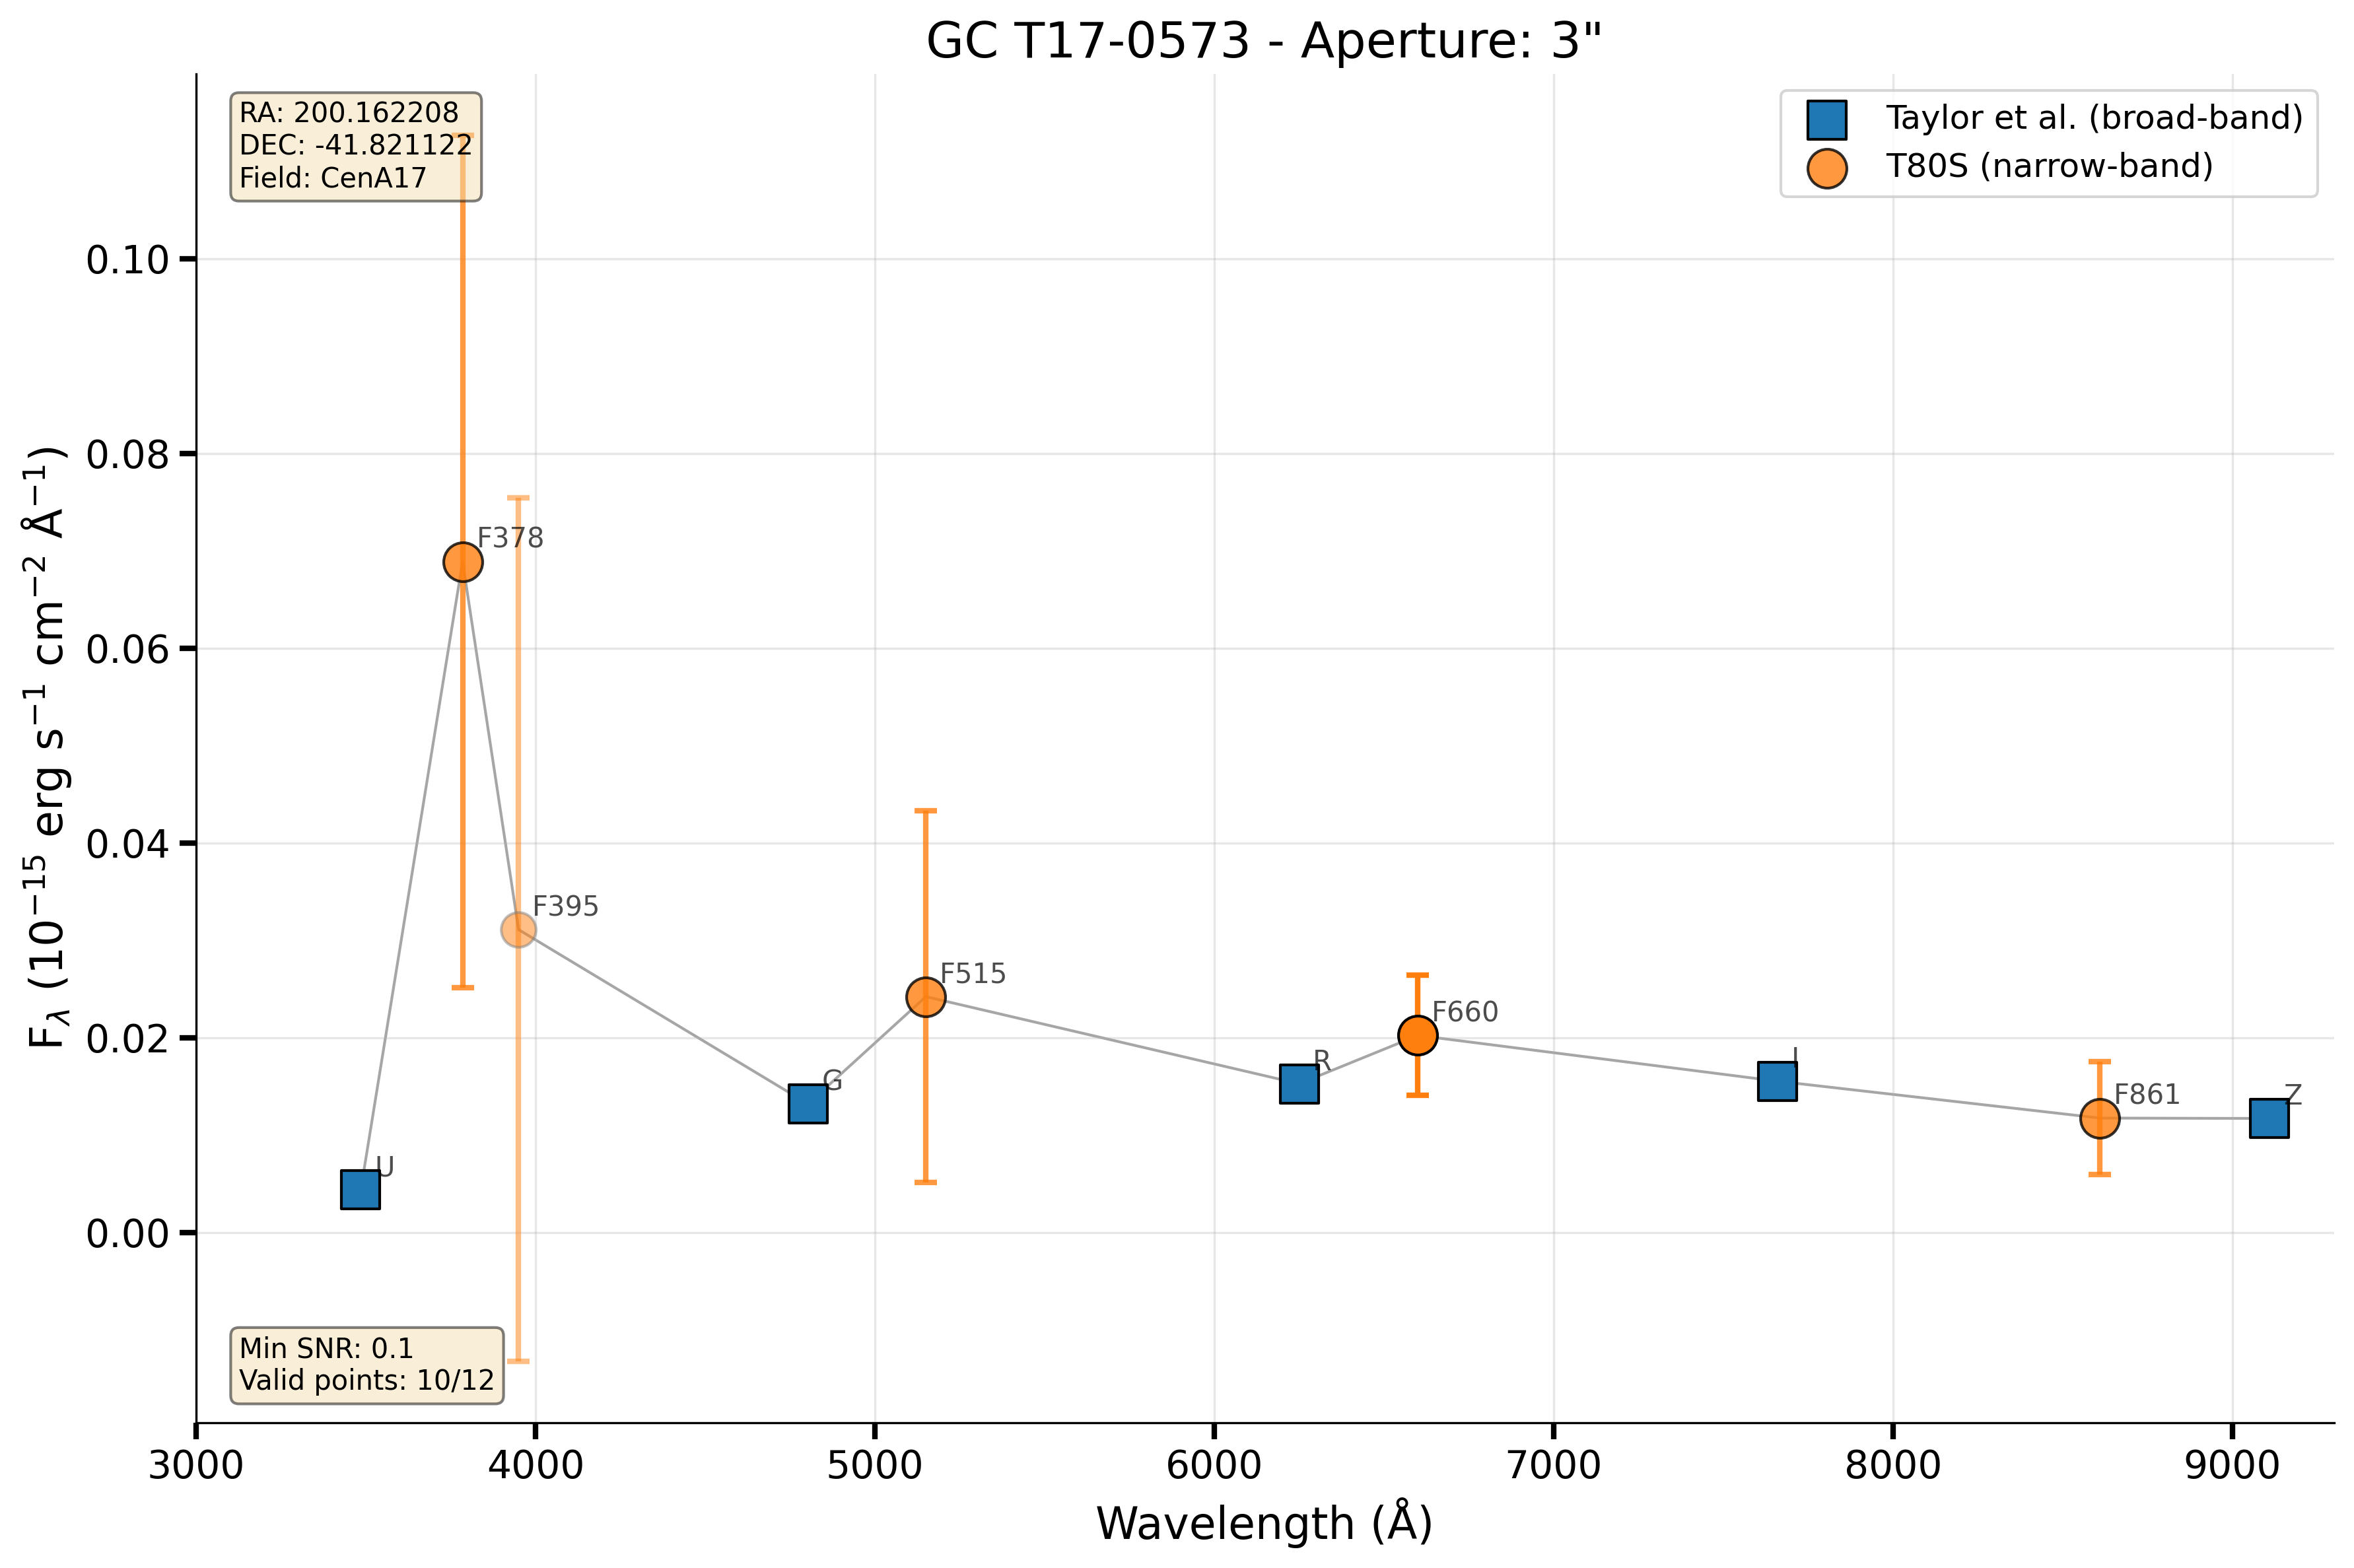 GC T17-0573 - Aperture: 3"
RA: 200.162208
DEC: -41.821122
Field: CenA17
Taylor et al. (broad-band)
T80S (narrow-band)
F_λ (10⁻¹⁵ erg s⁻¹ cm⁻² Å⁻¹)
0.10
0.08
0.06
0.04
0.02
0.00
F378
F395
F515
F660
F861
U
G
R
I
Z
Min SNR: 0.1
Valid points: 10/12
3000 4000 5000 6000 7000 8000 9000
Wavelength (Å)